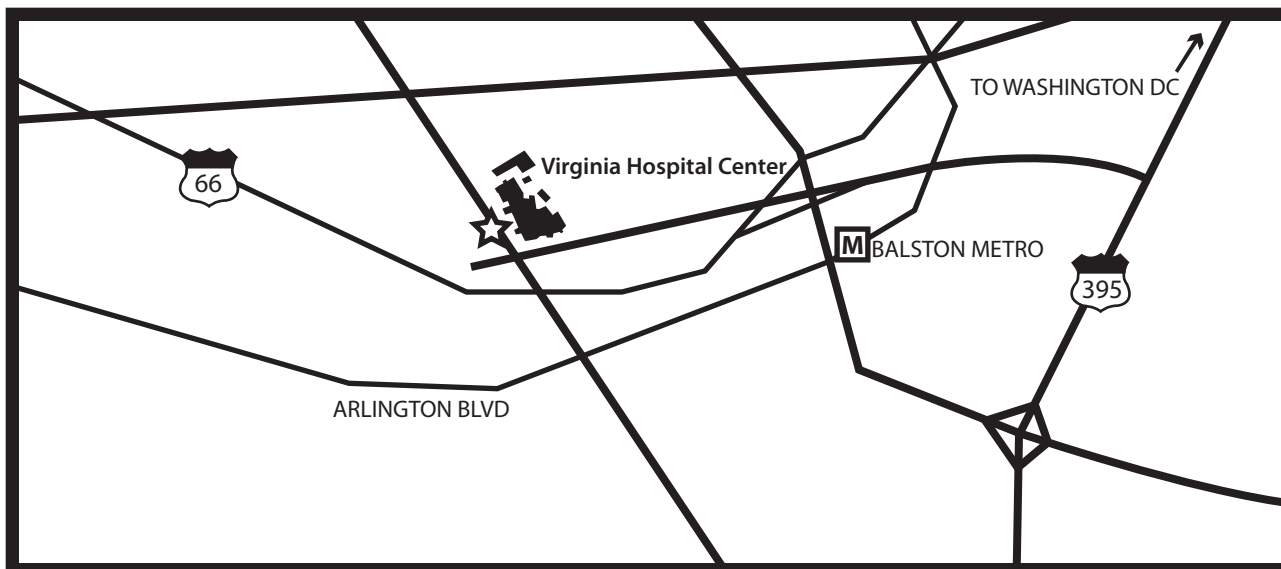 TO WASHINGTON DC
Virginia Hospital Center
66
M BALSTON METRO
395
ARLINGTON BLVD